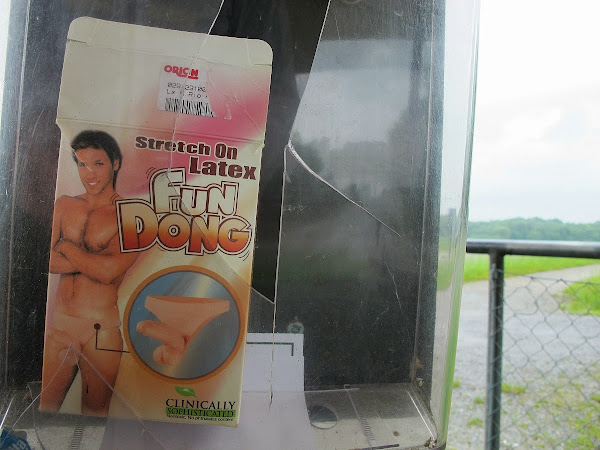 ORION
Stretch On
Latex
FUN
DONG
CLINICALLY
SOPHISTICATED